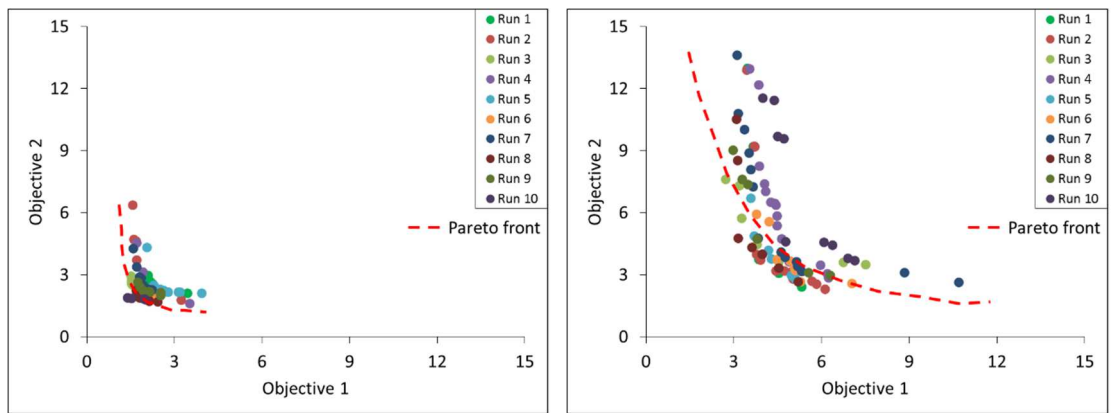 15
12
9
6
3
0
Objective 2
0 3 6 9 12 15
Objective 1
Run 1
Run 2
Run 3
Run 4
Run 5
Run 6
Run 7
Run 8
Run 9
Run 10
Pareto front
15
12
9
6
3
0
Objective 2
0 3 6 9 12 15
Objective 1
Run 1
Run 2
Run 3
Run 4
Run 5
Run 6
Run 7
Run 8
Run 9
Run 10
Pareto front